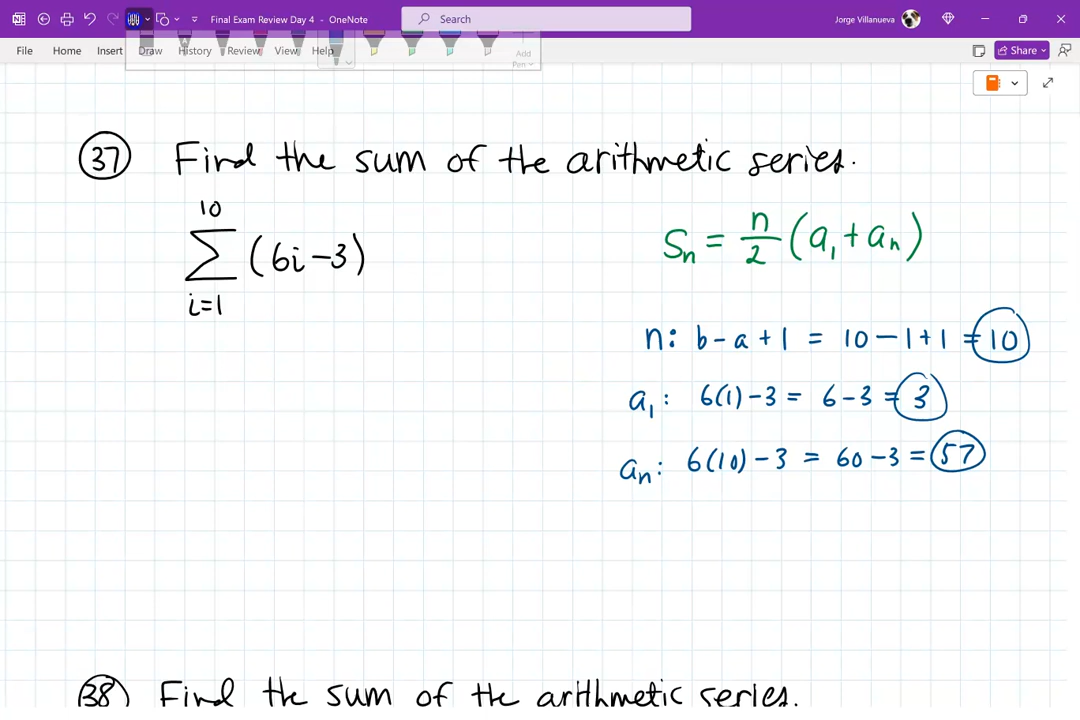 Final Exam Review Day 4 - OneNote
Search
Jorge Villanueva
File Home Insert Draw History Review View Help
Add Pen
Share
37 Find the sum of the arithmetic series.
10
∑ (6i-3)
i=1
Sn = n/2 (a₁ + aₙ)
n: b - a + 1 = 10 - 1 + 1 = 10
a₁: 6(1) - 3 = 6 - 3 = 3
aₙ: 6(10) - 3 = 60 - 3 = 57
38 Find the sum of the arithmetic series.